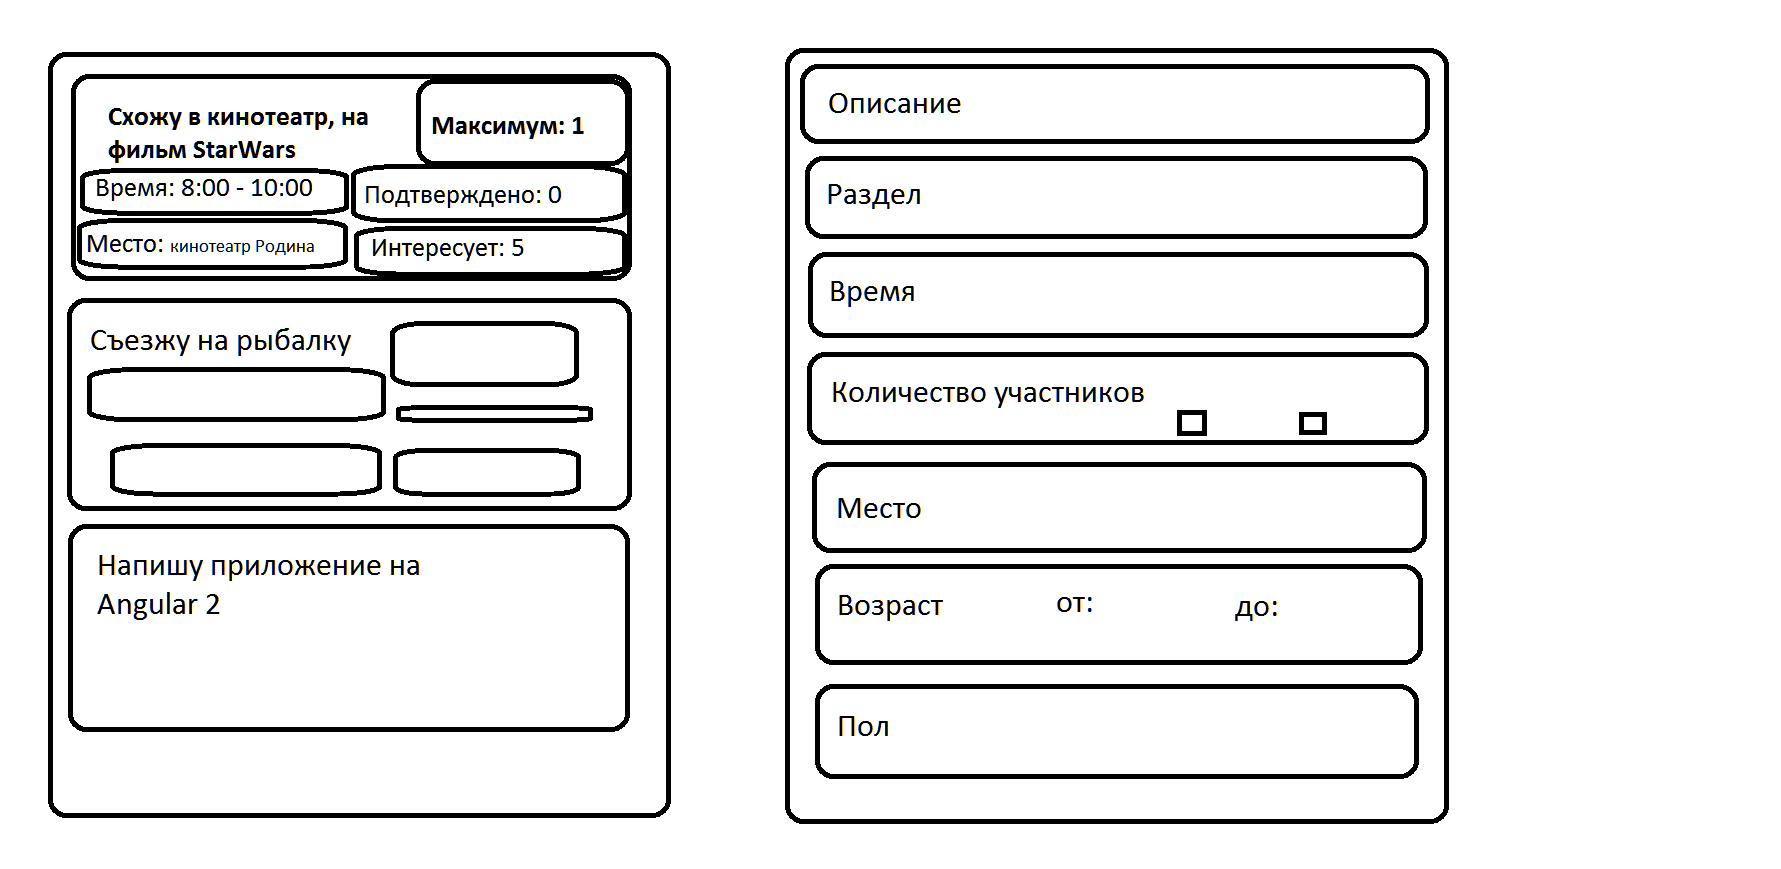 Схожу в кинотеатр, на
фильм StarWars
Максимум: 1
Время: 8:00 - 10:00
Подтверждено: 0
Место: кинотеатр Родина
Интересует: 5
Съезжу на рыбалку
Напишу приложение на
Angular 2
Описание
Раздел
Время
Количество участников
Место
Возраст от: до:
Пол